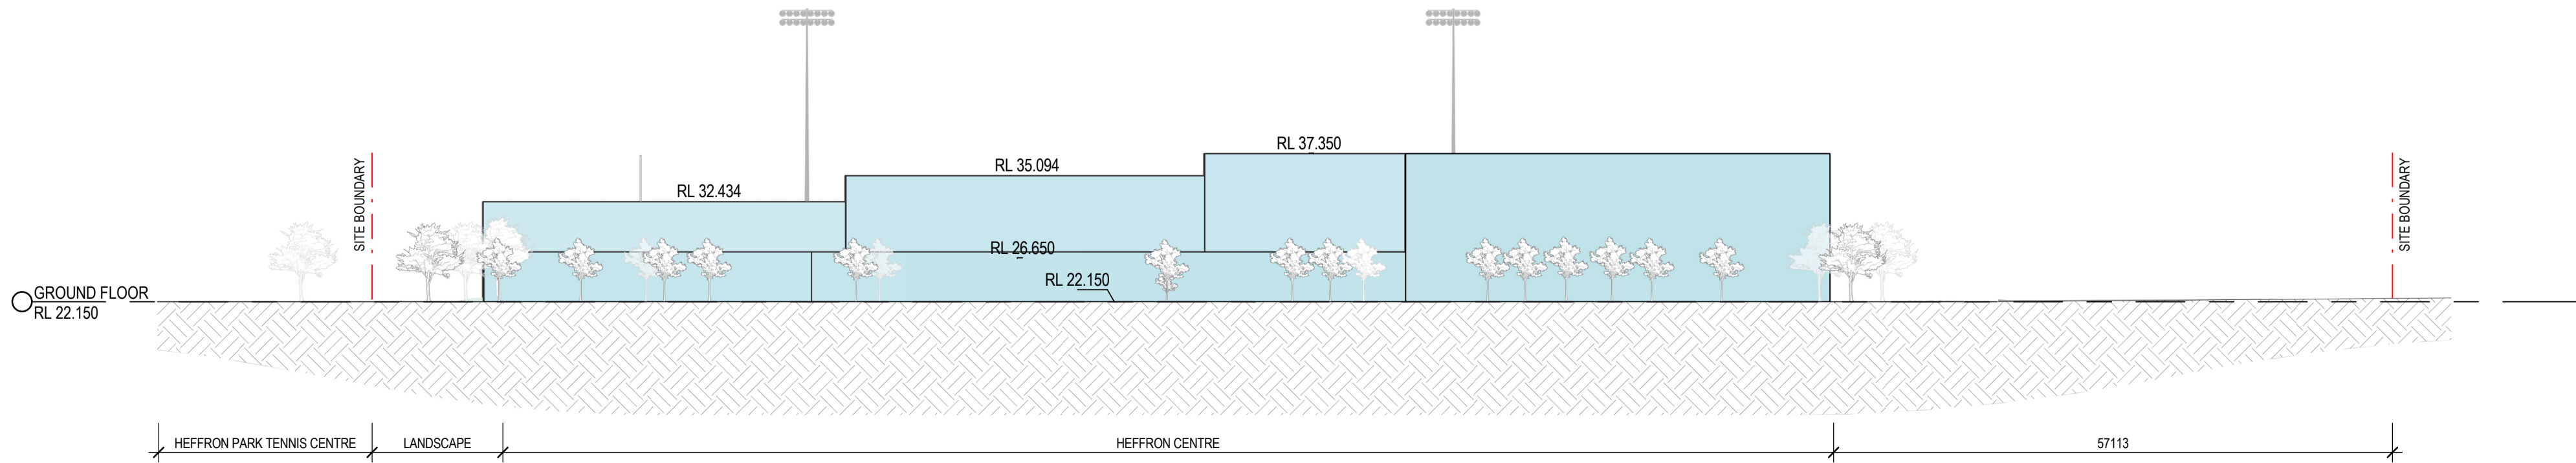 RL 37.350
RL 35.094
RL 32.434
SITE BOUNDARY
SITE BOUNDARY
RL 26.650
RL 22.150
GROUND FLOOR
RL 22.150
HEFFRON PARK TENNIS CENTRE
LANDSCAPE
HEFFRON CENTRE
57113